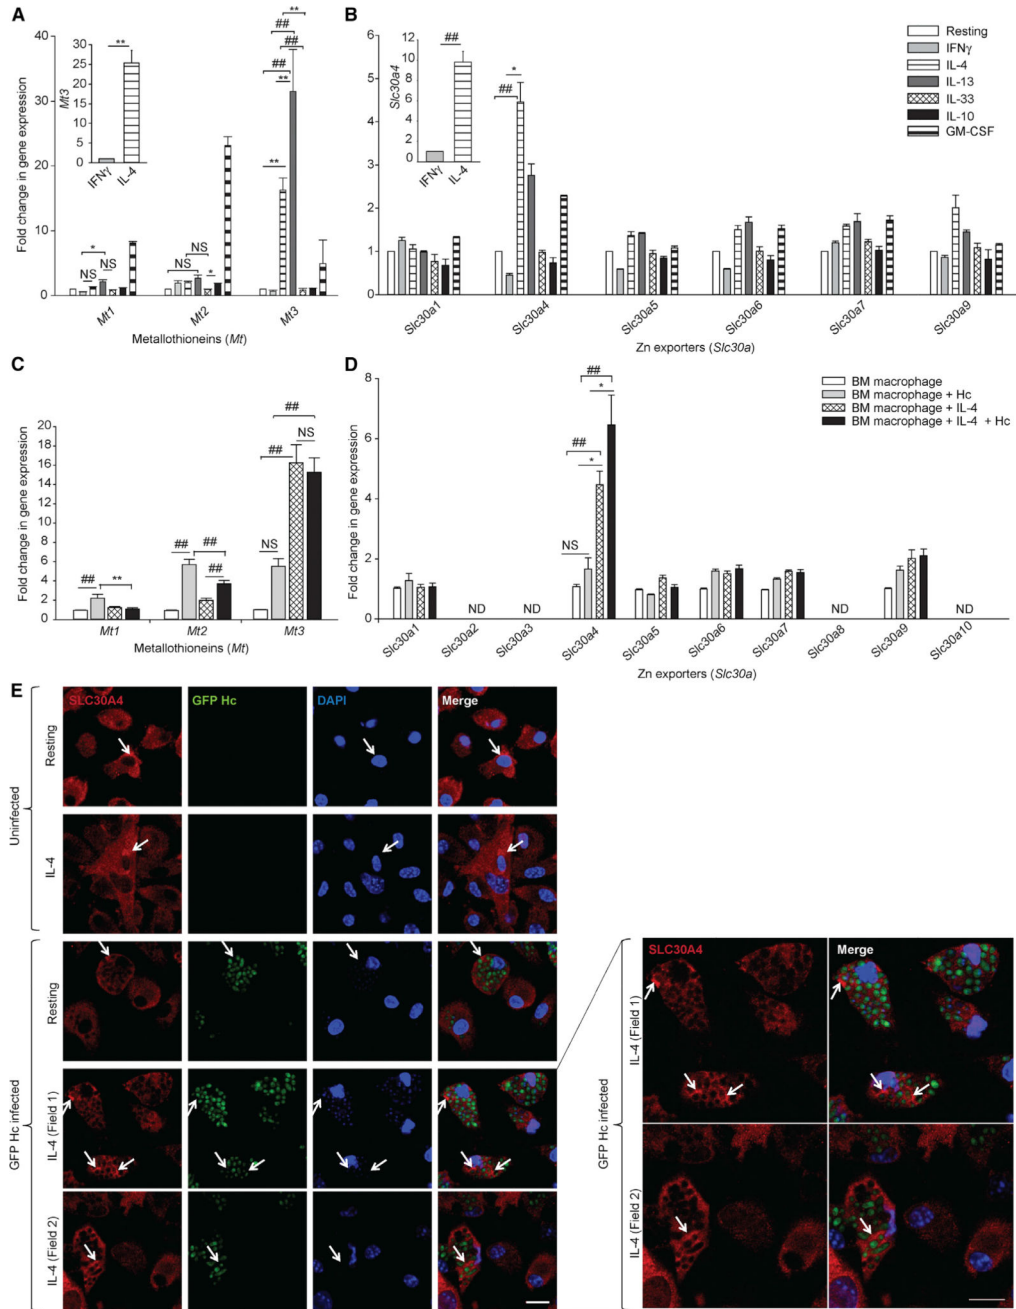 A
Fold change in gene expression
40
30
20
10
0
Mt3
30
25
20
15
10
5
0
IFNγ
IL-4
**
*
NS
NS
NS
NS
*
**
##
**
##
##
**
Mt1
Mt2
Mt3
Metallothioneins (Mt)
B
Fold change in gene expression
6
5
4
3
2
1
0
Slc30a4
12
10
8
6
4
2
0
##
IFNγ
IL-4
##
*
Slc30a1
Slc30a4
Slc30a5
Slc30a6
Slc30a7
Slc30a9
Zn exporters (Slc30a)
Resting
IFNγ
IL-4
IL-13
IL-33
IL-10
GM-CSF
C
Fold change in gene expression
20
18
16
14
12
10
8
6
4
2
0
##
**
##
##
##
NS
##
##
NS
Mt1
Mt2
Mt3
Metallothioneins (Mt)
D
Fold change in gene expression
8
6
4
2
0
ND
ND
NS
##
*
##
*
ND
ND
Slc30a1
Slc30a2
Slc30a3
Slc30a4
Slc30a5
Slc30a6
Slc30a7
Slc30a8
Slc30a9
Slc30a10
Zn exporters (Slc30a)
BM macrophage
BM macrophage + Hc
BM macrophage + IL-4
BM macrophage + IL-4 + Hc
E
SLC30A4
GFP Hc
DAPI
Merge
Uninfected
Resting
IL-4
GFP Hc infected
Resting
IL-4 (Field 1)
IL-4 (Field 2)
SLC30A4
Merge
GFP Hc infected
IL-4 (Field 1)
IL-4 (Field 2)